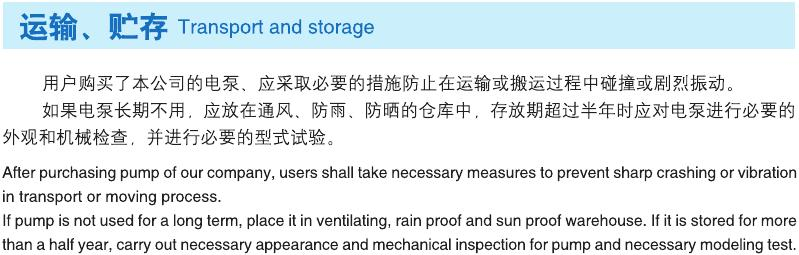 运输、贮存 Transport and storage
用户购买了本公司的电泵、应采取必要的措施防止在运输或搬运过程中碰撞或剧烈振动。
如果电泵长期不用，应放在通风、防雨、防晒的仓库中，存放期超过半年时应对电泵进行必要的
外观和机械检查，并进行必要的型式试验。
After purchasing pump of our company, users shall take necessary measures to prevent sharp crashing or vibration
in transport or moving process.
If pump is not used for a long term, place it in ventilating, rain proof and sun proof warehouse. If it is stored for more
than a half year, carry out necessary appearance and mechanical inspection for pump and necessary modeling test.